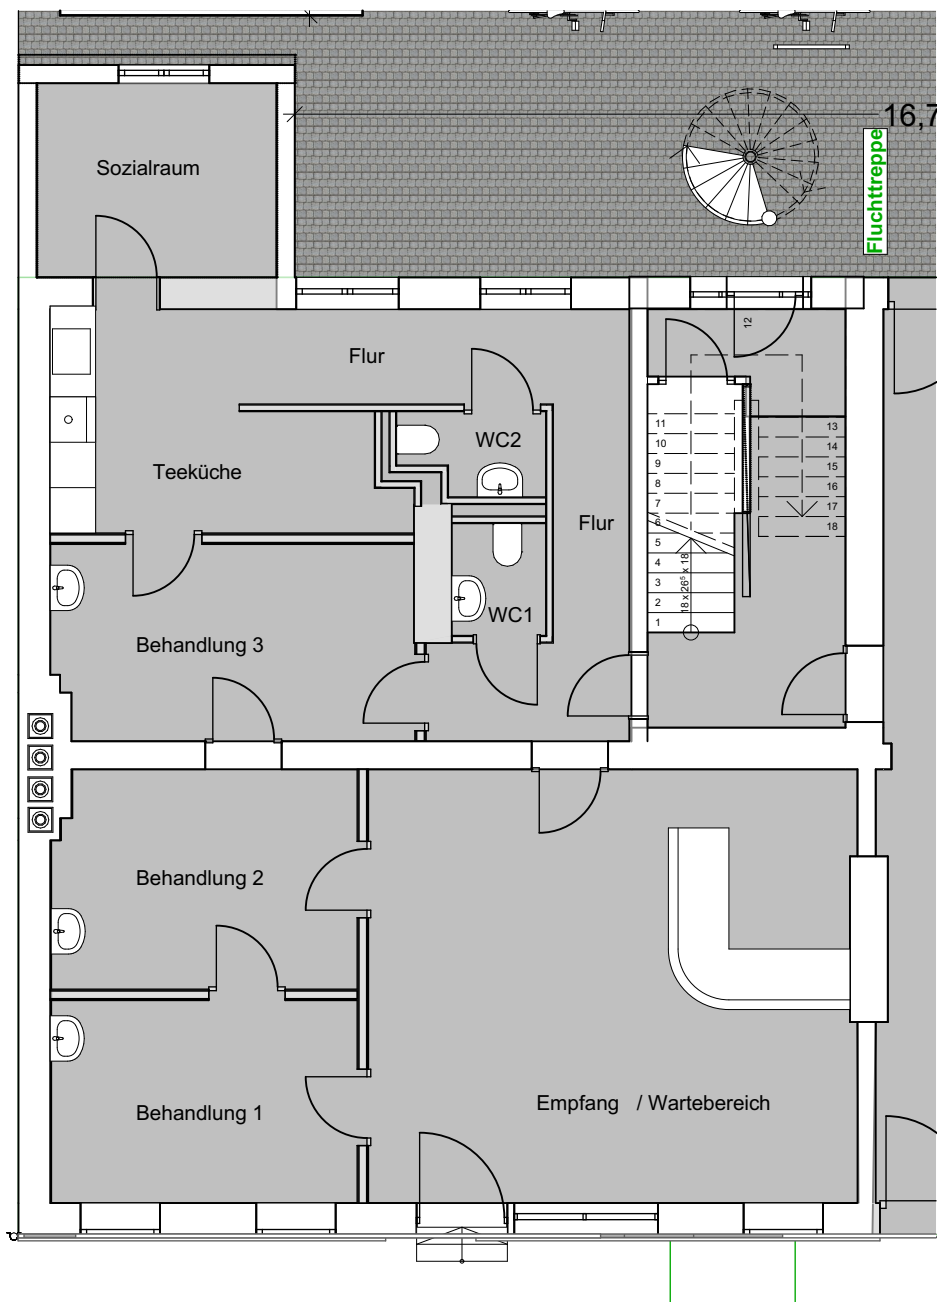 16,7
Fluchttreppe
Sozialraum
12
Flur
WC2
Teeküche
Flur
WC1
11
10
9
8
7
6
5
4
3
2
1
18 x 26⁵ x 18
13
14
15
16
17
18
Behandlung 3
Behandlung 2
Behandlung 1
Empfang / Wartebereich